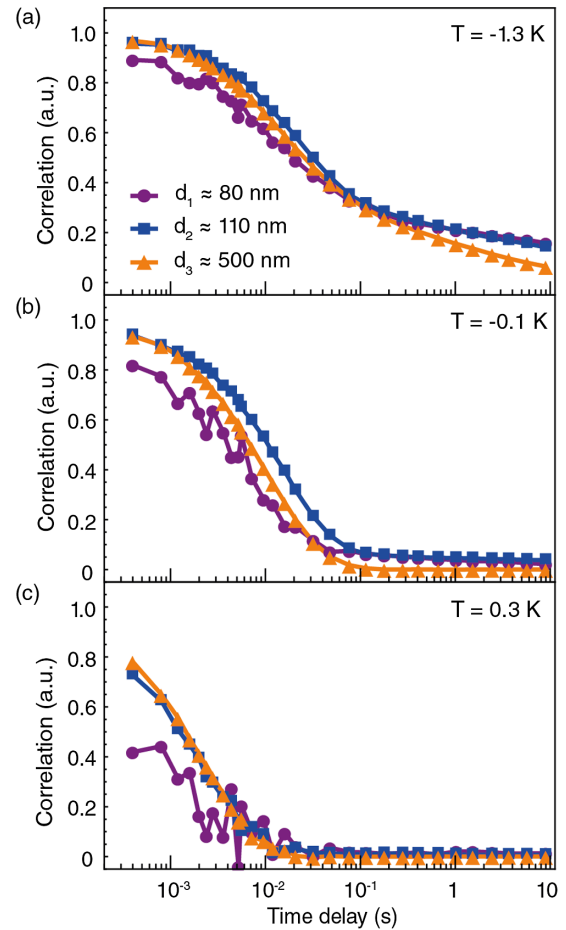 (a)
T = -1.3 K
1.0
0.8
0.6
0.4
0.2
0
Correlation (a.u.)
d₁ ≈ 80 nm
d₂ ≈ 110 nm
d₃ ≈ 500 nm
(b)
T = -0.1 K
1.0
0.8
0.6
0.4
0.2
0
Correlation (a.u.)
(c)
T = 0.3 K
1.0
0.8
0.6
0.4
0.2
0
Correlation (a.u.)
10⁻³ 10⁻² 10⁻¹ 1 10
Time delay (s)